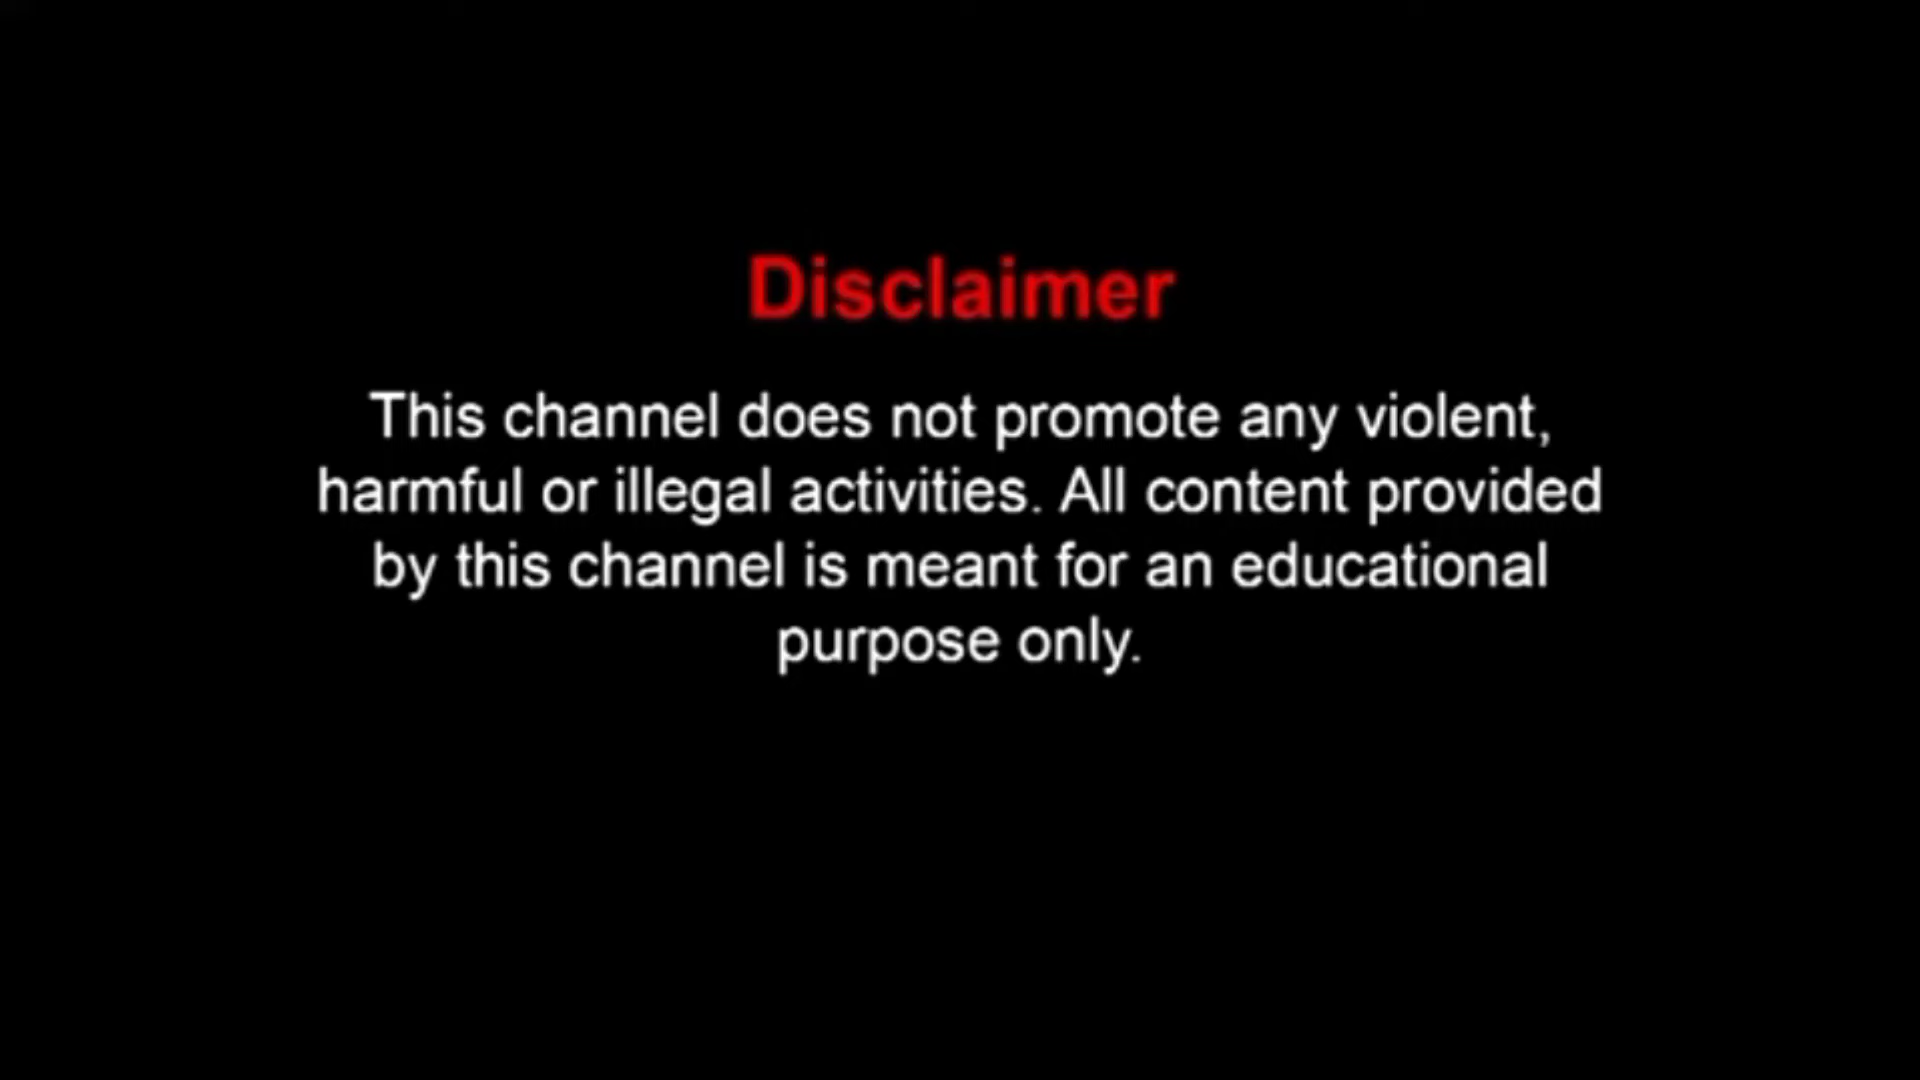 Disclaimer
This channel does not promote any violent,
harmful or illegal activities. All content provided
by this channel is meant for an educational
purpose only.